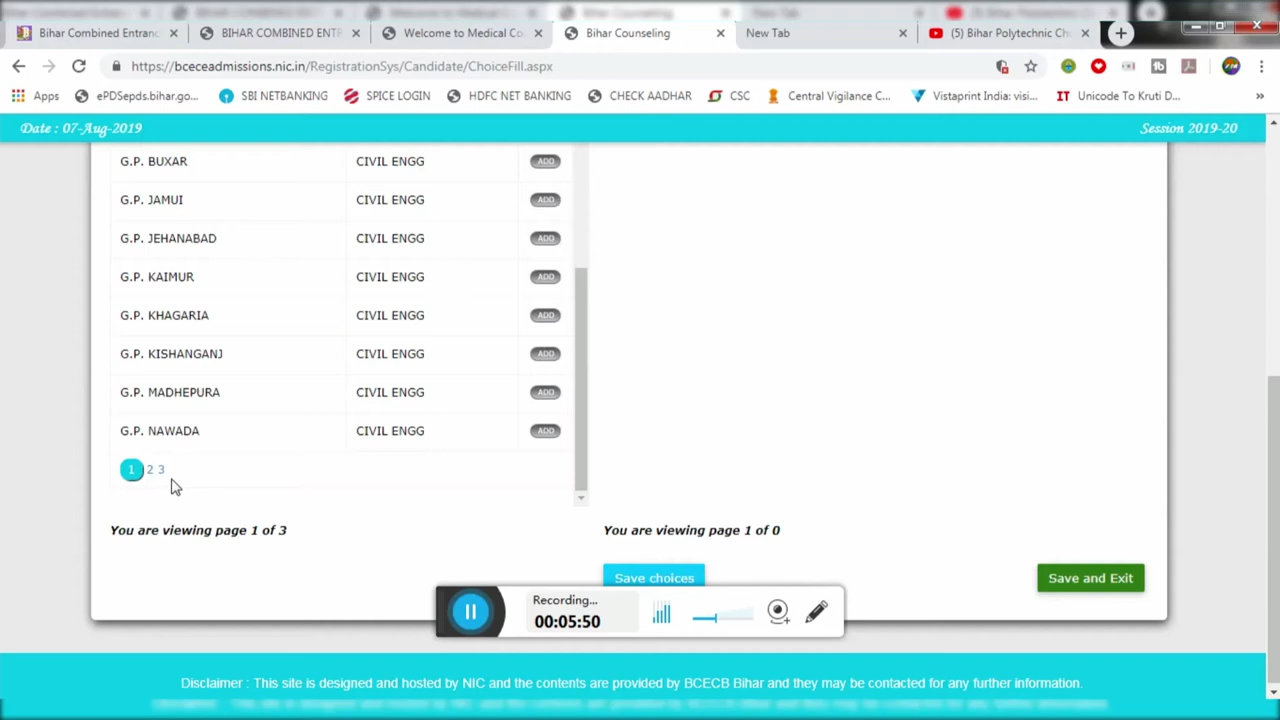 Bihar Combined Entranc
BIHAR COMBINED ENTR
Welcome to Medical Co
Bihar Counseling
New Tab
(5) Bihar Polytechnic Ch
https://bceceadmissions.nic.in/RegistrationSys/Candidate/ChoiceFill.aspx
Apps
ePDSepds.bihar.go...
SBI NETBANKING
SPICE LOGIN
HDFC NET BANKING
CHECK AADHAR
CSC
Central Vigilance C...
Vistaprint India: visi...
IT Unicode To Kruti D...
»
Date : 07-Aug-2019
Session 2019-20
G.P. BUXAR CIVIL ENGG ADD
G.P. JAMUI CIVIL ENGG ADD
G.P. JEHANABAD CIVIL ENGG ADD
G.P. KAIMUR CIVIL ENGG ADD
G.P. KHAGARIA CIVIL ENGG ADD
G.P. KISHANGANJ CIVIL ENGG ADD
G.P. MADHEPURA CIVIL ENGG ADD
G.P. NAWADA CIVIL ENGG ADD
1 2 3
You are viewing page 1 of 3
You are viewing page 1 of 0
Save choices
Save and Exit
Recording...
00:05:50
Disclaimer : This site is designed and hosted by NIC and the contents are provided by BCECB Bihar and they may be contacted for any further information.